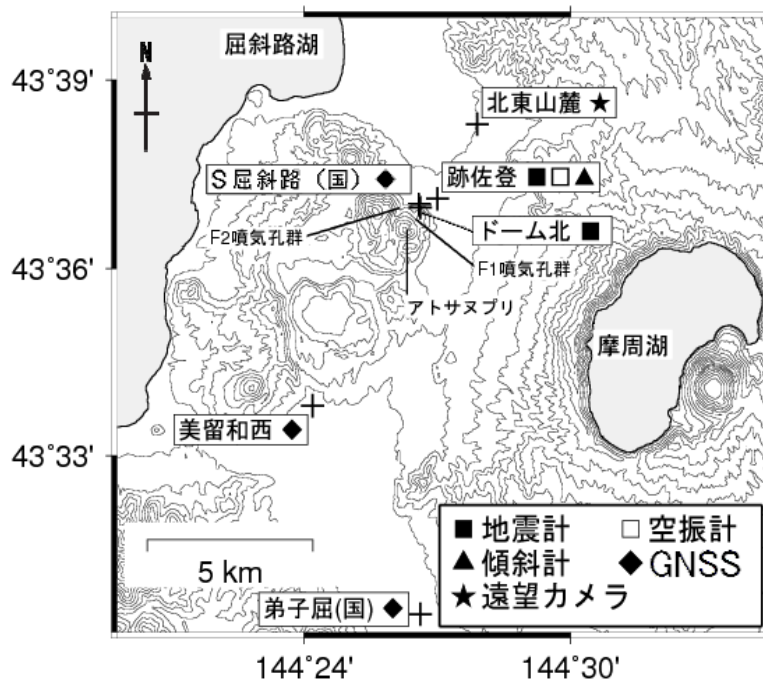 屈斜路湖
N
43°39'
北東山麓 ★
S屈斜路（国） ◆
跡佐登 ■□▲
ドーム北 ■
F2噴気孔群
F1噴気孔群
43°36'
アトサヌプリ
摩周湖
美留和西 ◆
43°33'
■ 地震計 □ 空振計
▲ 傾斜計 ◆ GNSS
★ 遠望カメラ
5 km
弟子屈(国) ◆
144°24' 144°30'